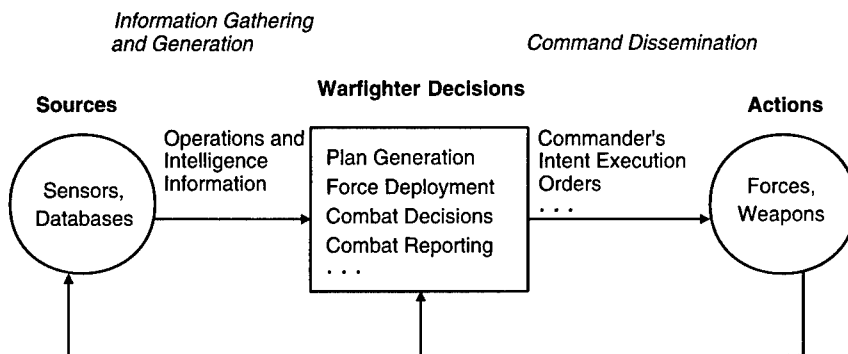 Information Gathering
and Generation
Command Dissemination
Warfighter Decisions
Sources
Actions
Operations and
Intelligence
Information
Plan Generation
Force Deployment
Combat Decisions
Combat Reporting
. . .
Commander's
Intent Execution
Orders
. . .
Sensors,
Databases
Forces,
Weapons